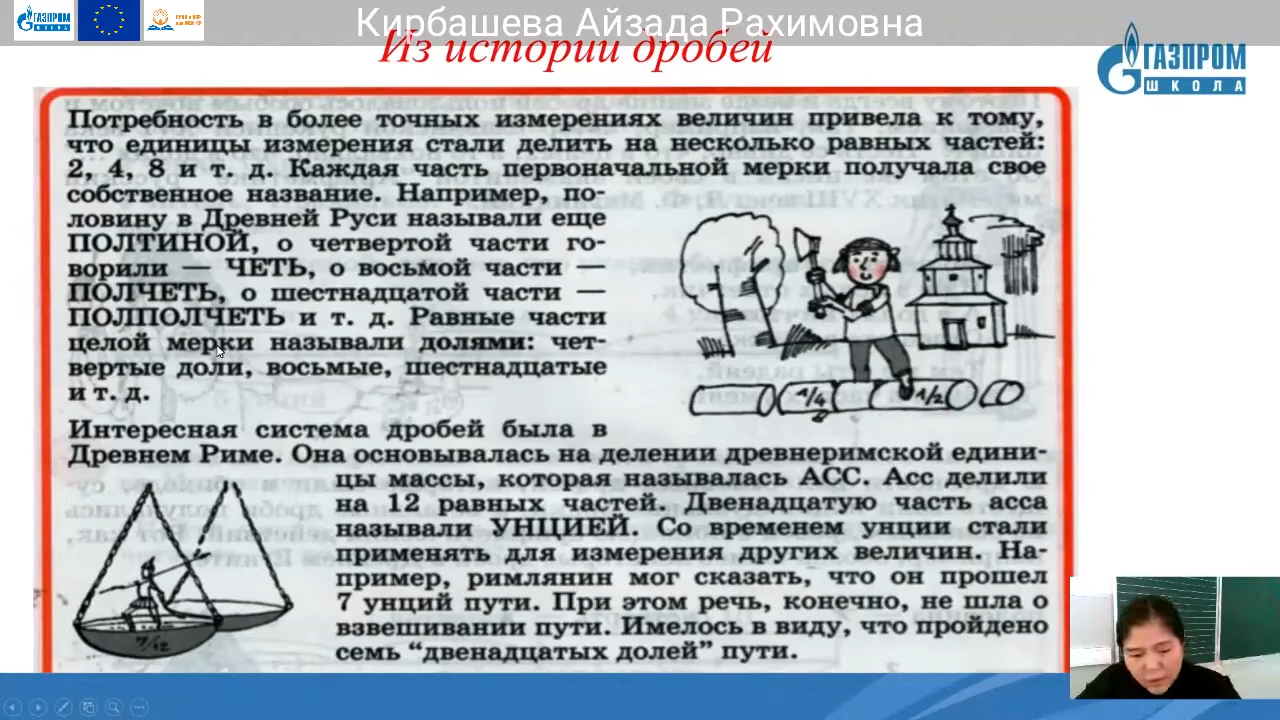 ГАЗПРОМ
ШКОЛА
Кирбашева Айзада Рахимовна
Из истории дробей
ГАЗПРОМ
ШКОЛА
Потребность в более точных измерениях величин привела к тому,
что единицы измерения стали делить на несколько равных частей:
2, 4, 8 и т. д. Каждая часть первоначальной мерки получала свое
собственное название. Например, по-
ловину в Древней Руси называли еще
ПОЛТИНОЙ, о четвертой части го-
ворили — ЧЕТЬ, о восьмой части —
ПОЛЧЕТЬ, о шестнадцатой части —
ПОЛПОЛЧЕТЬ и т. д. Равные части
целой мерки называли долями: чет-
вертые доли, восьмые, шестнадцатые
и т. д.
1/4
1/2
Интересная система дробей была в
Древнем Риме. Она основывалась на делении древнеримской едини-
цы массы, которая называлась АСС. Асс делили
на 12 равных частей. Двенадцатую часть асса
называли УНЦИЕЙ. Со временем унции стали
применять для измерения других величин. На-
пример, римлянин мог сказать, что он прошел
7 унций пути. При этом речь, конечно, не шла о
взвешивании пути. Имелось в виду, что пройдено
семь “двенадцатых долей” пути.
7/12